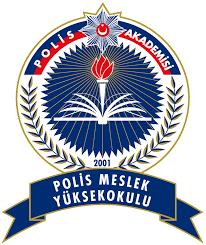 POLİS AKADEMİSİ
2001
POLİS MESLEK
YÜKSEKOKULU